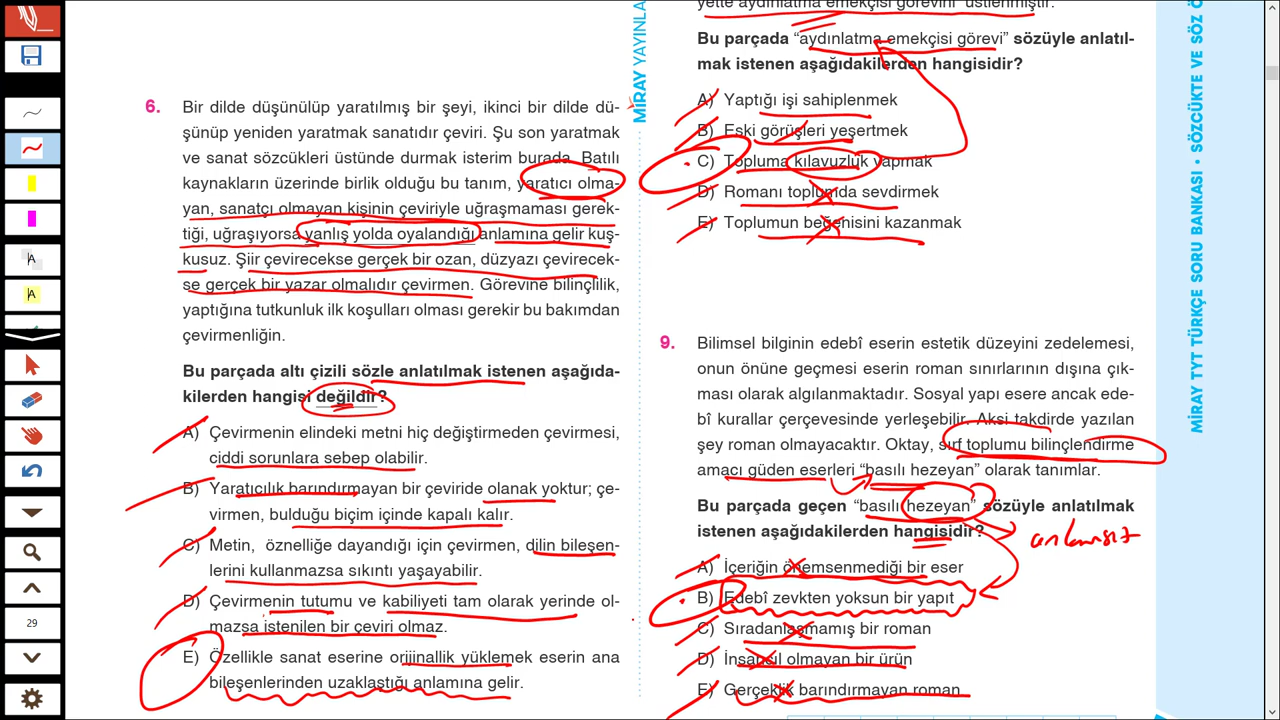 6. Bir dilde düşünülüp yaratılmış bir şeyi, ikinci bir dilde dü-
şünüp yeniden yaratmak sanatıdır çeviri. Şu son yaratmak
ve sanat sözcükleri üstünde durmak isterim burada. Batılı
kaynakların üzerinde birlik olduğu bu tanım, yaratıcı olma-
yan, sanatçı olmayan kişinin çeviriyle uğraşmaması gerek-
tiği, uğraşıyorsa yanlış yolda oyalandığı anlamına gelir kuş-
kusuz. Şiir çevirecekse gerçek bir ozan, düzyazı çevirecek-
se gerçek bir yazar olmalıdır çevirmen. Görevine bilinçlilik,
yaptığına tutkunluk ilk koşulları olması gerekir bu bakımdan
çevirmenliğin.
Bu parçada altı çizili sözle anlatılmak istenen aşağıda-
kilerden hangisi değildir?
A) Çevirmenin elindeki metni hiç değiştirmeden çevirmesi,
ciddi sorunlara sebep olabilir.
B) Yaratıcılık barındırmayan bir çeviride olanak yoktur; çe-
virmen, bulduğu biçim içinde kapalı kalır.
C) Metin, öznelliğe dayandığı için çevirmen, dilin bileşen-
lerini kullanmazsa sıkıntı yaşayabilir.
D) Çevirmenin tutumu ve kabiliyeti tam olarak yerinde ol-
mazsa istenilen bir çeviri olmaz.
E) Özellikle sanat eserine orijinallik yüklemek eserin ana
bileşenlerinden uzaklaştığı anlamına gelir.
29
MİRAY YAYINLA
yette aydınlatma emekçisi görevini üstlenmiştir.
Bu parçada “aydınlatma emekçisi görevi” sözüyle anlatıl-
mak istenen aşağıdakilerden hangisidir?
A) Yaptığı işi sahiplenmek
B) Eski görüşleri yeşertmek
C) Topluma kılavuzluk yapmak
D) Romanı toplumda sevdirmek
E) Toplumun beğenisini kazanmak
9. Bilimsel bilginin edebî eserin estetik düzeyini zedelemesi,
onun önüne geçmesi eserin roman sınırlarının dışına çık-
ması olarak algılanmaktadır. Sosyal yapı esere ancak ede-
bî kurallar çerçevesinde yerleşebilir. Aksi takdirde yazılan
şey roman olmayacaktır. Oktay, sırf toplumu bilinçlendirme
amacı güden eserleri “basılı hezeyan” olarak tanımlar.
Bu parçada geçen “basılı hezeyan” sözüyle anlatılmak
istenen aşağıdakilerden hangisidir?
anlamsız
A) İçeriğin önemsenmediği bir eser
B) Edebî zevkten yoksun bir yapıt
C) Sıradanlaşmamış bir roman
D) İnsancıl olmayan bir ürün
E) Gerçeklik barındırmayan roman
MİRAY TYT TÜRKÇE SORU BANKASI • SÖZCÜKTE VE SÖZ Ö